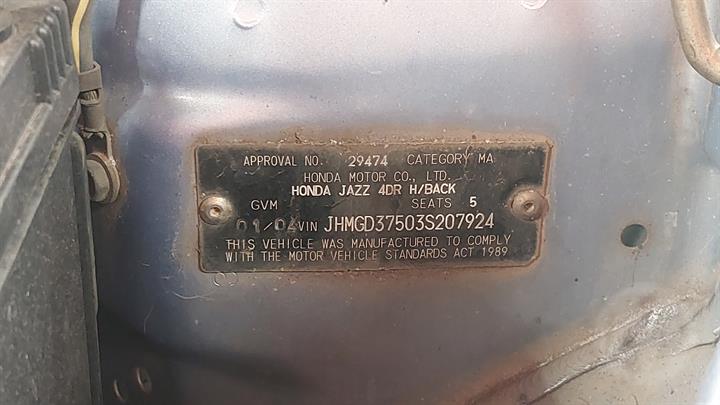 APPROVAL NO. 29474 CATEGORY MA
HONDA MOTOR CO., LTD.
HONDA JAZZ 4DR H/BACK
GVM SEATS 5
01/04 VIN JHMGD37503S207924
THIS VEHICLE WAS MANUFACTURED TO COMPLY
WITH THE MOTOR VEHICLE STANDARDS ACT 1989